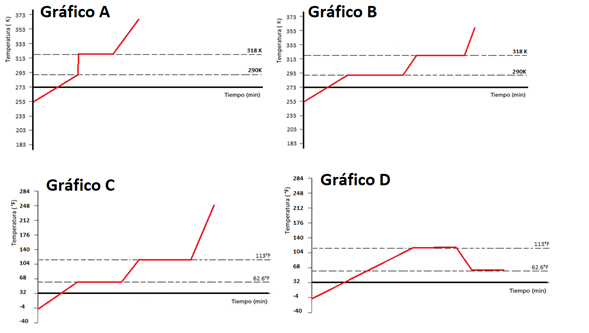 Gráfico A
Temperatura ( K)
373
353
333
313
293
273
253
233
203
183
318 K
290K
Tiempo (min)
Gráfico B
Temperatura ( K)
373
353
333
313
293
273
253
233
203
183
318 K
290K
Tiempo (min)
Gráfico C
Temperatura ( °F)
284
248
212
176
140
104
68
32
-4
-40
113°F
62.6°F
Tiempo (min)
Gráfico D
Temperatura ( °F)
284
248
212
176
140
104
68
32
-4
-40
113°F
62.6°F
Tiempo (min)